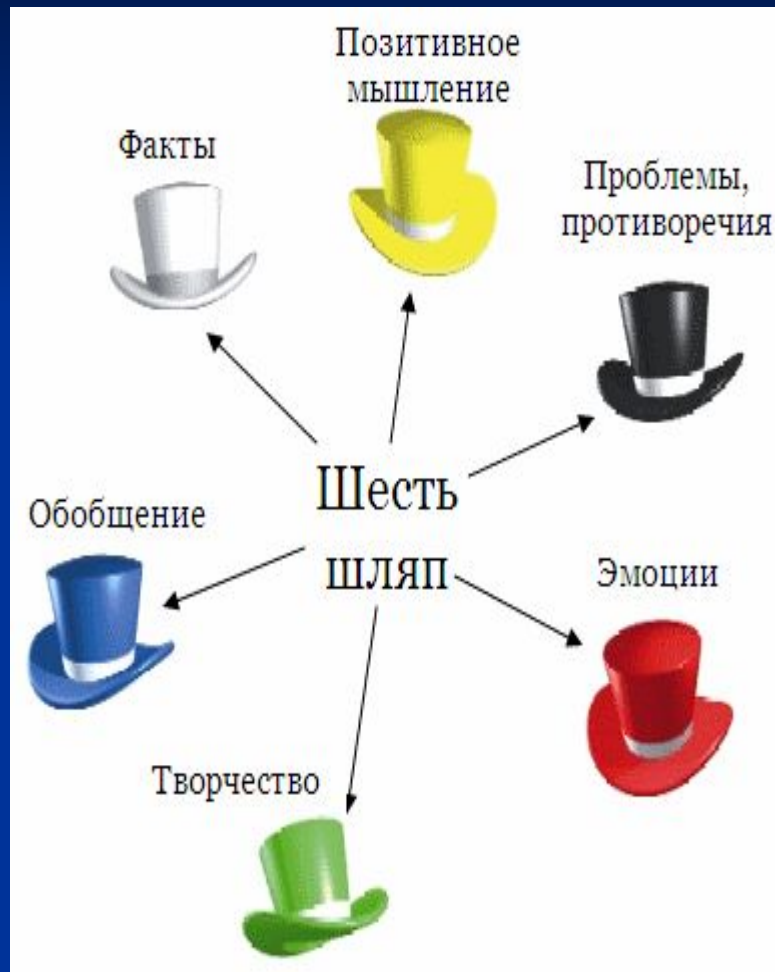 Позитивное
мышление
Факты
Проблемы,
противоречия
Шесть
шляп
Обобщение
Эмоции
Творчество